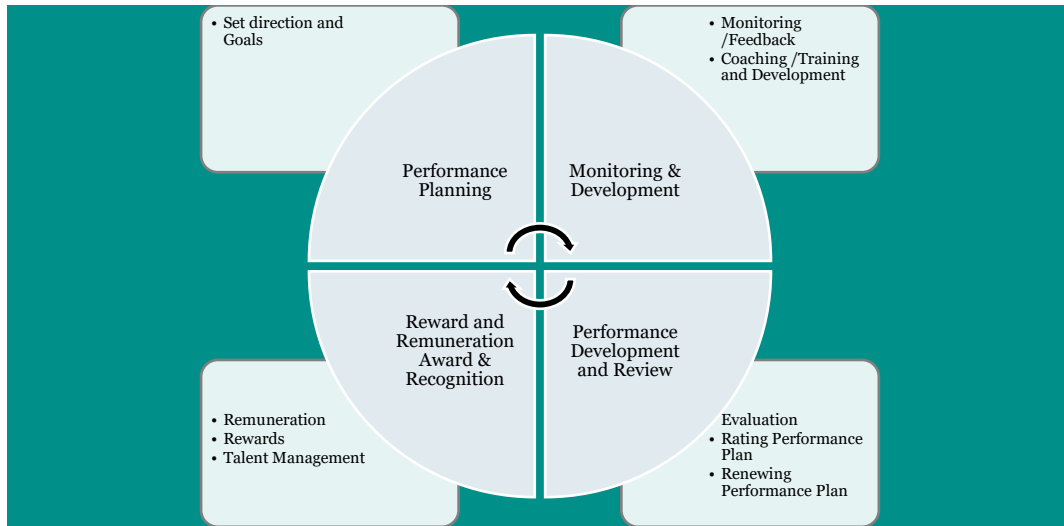 • Set direction and
Goals
• Monitoring
/Feedback
• Coaching /Training
and Development
Performance
Planning
Monitoring &
Development
Reward and
Remuneration
Award &
Recognition
Performance
Development
and Review
• Remuneration
• Rewards
• Talent Management
Evaluation
• Rating Performance
Plan
• Renewing
Performance Plan